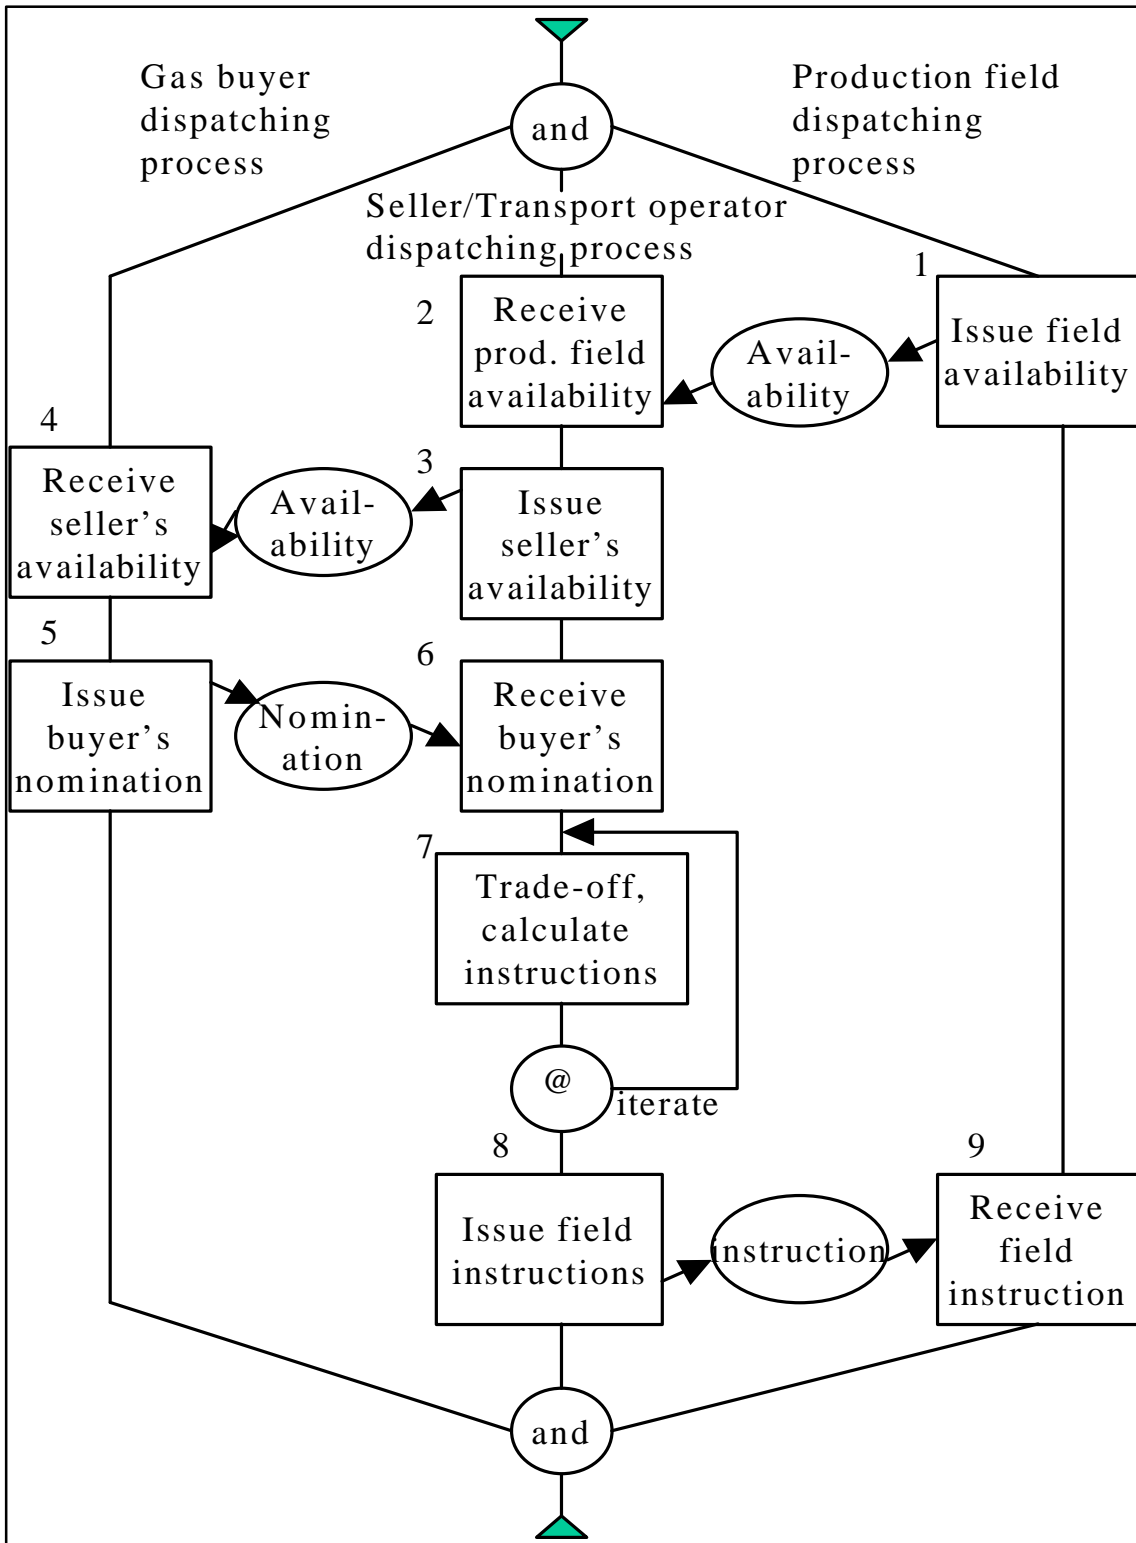 Gas buyer
dispatching
process
Production field
dispatching
process
and
Seller/Transport operator
dispatching process
1
Issue field
availability
2
Receive
prod. field
availability
Avail-
ability
3
Issue
seller's
availability
Avail-
ability
4
Receive
seller's
availability
5
Issue
buyer's
nomination
Nomin-
ation
6
Receive
buyer's
nomination
7
Trade-off,
calculate
instructions
@
iterate
8
Issue field
instructions
instruction
9
Receive
field
instruction
and